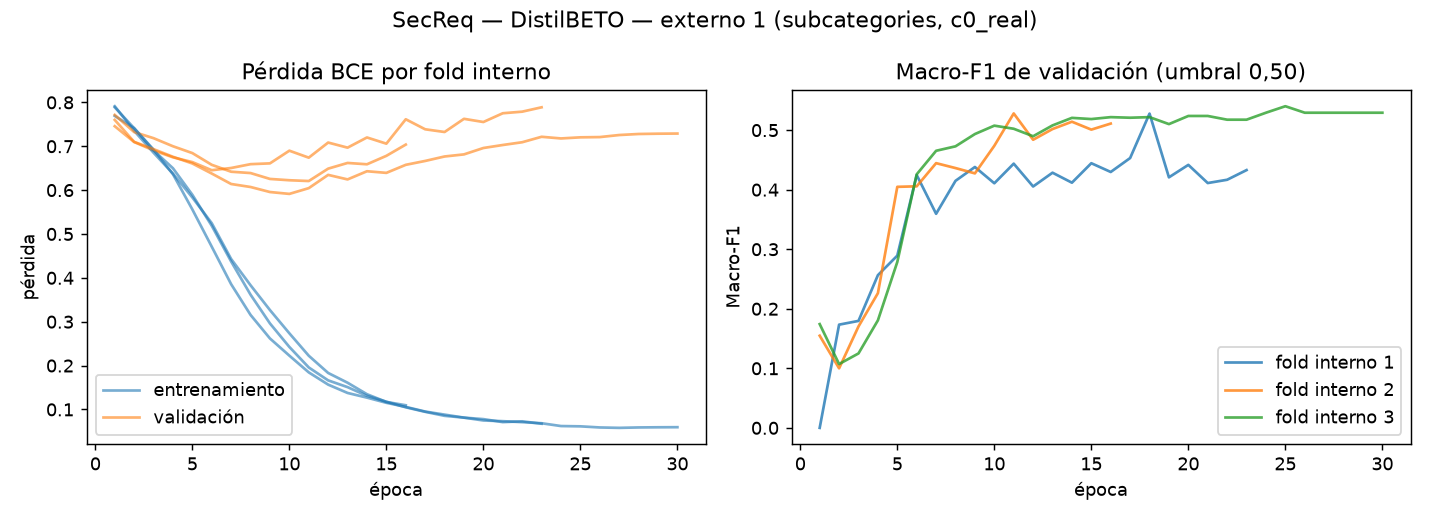 SecReq — DistilBETO — externo 1 (subcategories, c0_real)
Pérdida BCE por fold interno
pérdida
0.8
0.7
0.6
0.5
0.4
0.3
0.2
0.1
entrenamiento
validación
0 5 10 15 20 25 30
época
Macro-F1 de validación (umbral 0,50)
Macro-F1
0.5
0.4
0.3
0.2
0.1
0.0
fold interno 1
fold interno 2
fold interno 3
0 5 10 15 20 25 30
época